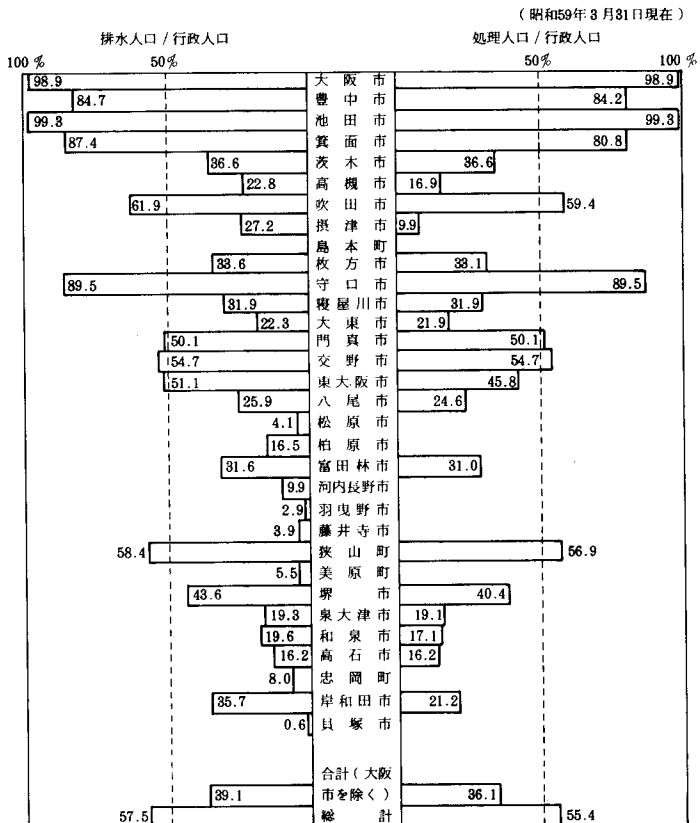 (昭和59年3月31日現在)
排水人口/行政人口 処理人口/行政人口
100% 50% 50% 100%
98.9 大阪市 98.9
84.7 豊中市 84.2
99.3 池田市 99.3
87.4 箕面市 80.8
36.6 茨木市 36.6
22.8 高槻市 16.9
61.9 吹田市 59.4
27.2 摂津市 9.9
島本町
33.6 枚方市 33.1
89.5 守口市 89.5
31.9 寝屋川市 31.9
22.3 大東市 21.9
50.1 門真市 50.1
54.7 交野市 54.7
51.1 東大阪市 45.8
25.9 八尾市 24.6
4.1 松原市
16.5 柏原市
31.6 富田林市 31.0
9.9 河内長野市
2.9 羽曳野市
3.9 藤井寺市
58.4 狭山町 56.9
5.5 美原町
43.6 堺市 40.4
19.3 泉大津市 19.1
19.6 和泉市 17.1
16.2 高石市 16.2
8.0 忠岡町
35.7 岸和田市 21.2
0.6 貝塚市
合計(大阪
39.1 市を除く) 36.1
57.5 総計 55.4